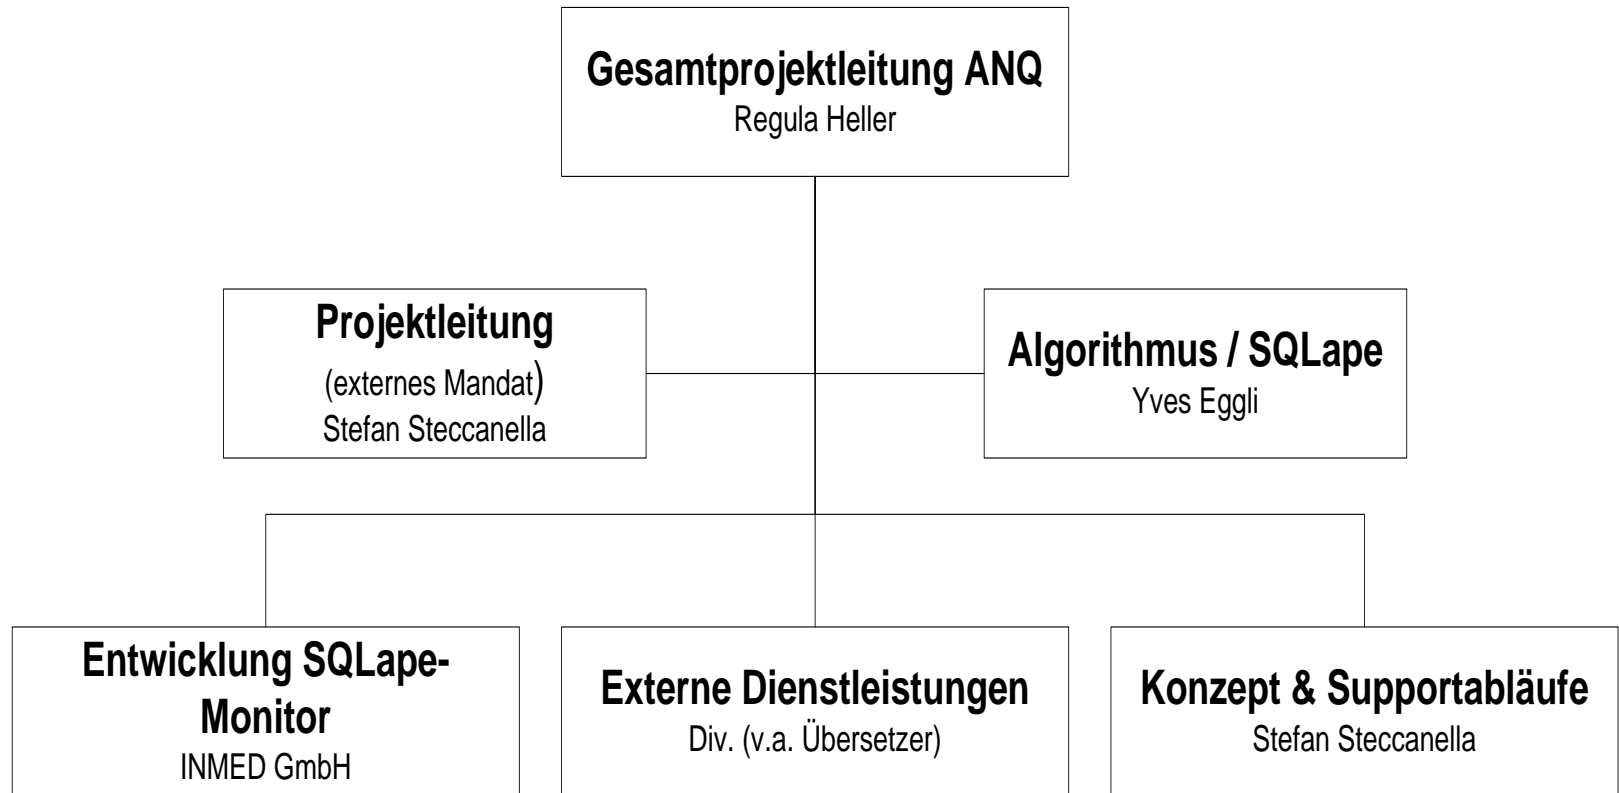 Gesamtprojektleitung ANQ
Regula Heller
Projektleitung
(externes Mandat)
Stefan Steccanella
Algorithmus / SQLape
Yves Eggli
Entwicklung SQLape-
Monitor
INMED GmbH
Externe Dienstleistungen
Div. (v.a. Übersetzer)
Konzept & Supportabläufe
Stefan Steccanella